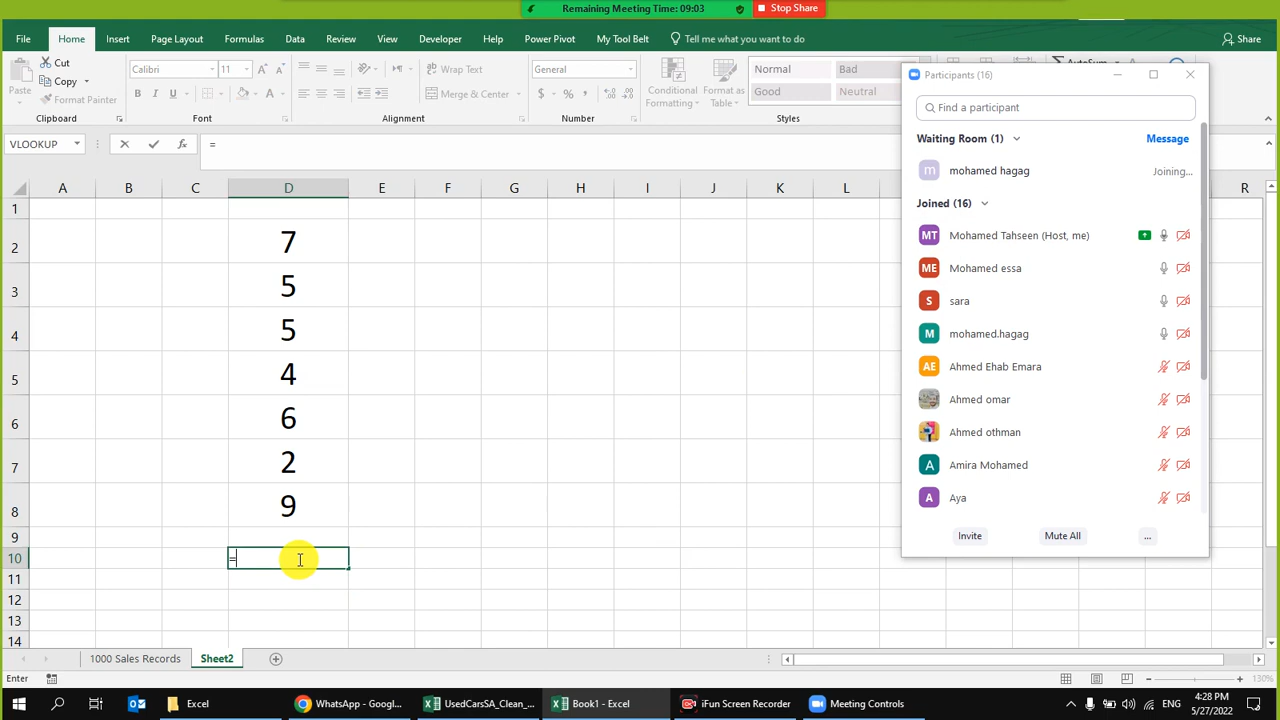 Remaining Meeting Time: 09:03
Stop Share
File Home Insert Page Layout Formulas Data Review View Developer Help Power Pivot My Tool Belt Tell me what you want to do Share
Paste
Cut
Copy
Format Painter
Clipboard
Calibri 11
B I U
Font
Wrap Text
Merge & Center
Alignment
General
$ % ,
Number
Conditional Formatting
Format as Table
Normal Bad
Good Neutral
Styles
VLOOKUP
fx
=
A B C D E F G H I J K L R
1
2 7
3 5
4 5
5 4
6 6
7 2
8 9
9
10 =
11
12
13
14
Participants (16)
Find a participant
Waiting Room (1) Message
m mohamed hagag Joining...
Joined (16)
MT Mohamed Tahseen (Host, me)
ME Mohamed essa
S sara
M mohamed.hagag
AE Ahmed Ehab Emara
Ahmed omar
Ahmed othman
A Amira Mohamed
A Aya
Invite Mute All ...
1000 Sales Records Sheet2
Enter
130%
Excel
WhatsApp - Googl...
UsedCarsSA_Clean_...
Book1 - Excel
iFun Screen Recorder
Meeting Controls
ENG
4:28 PM
5/27/2022